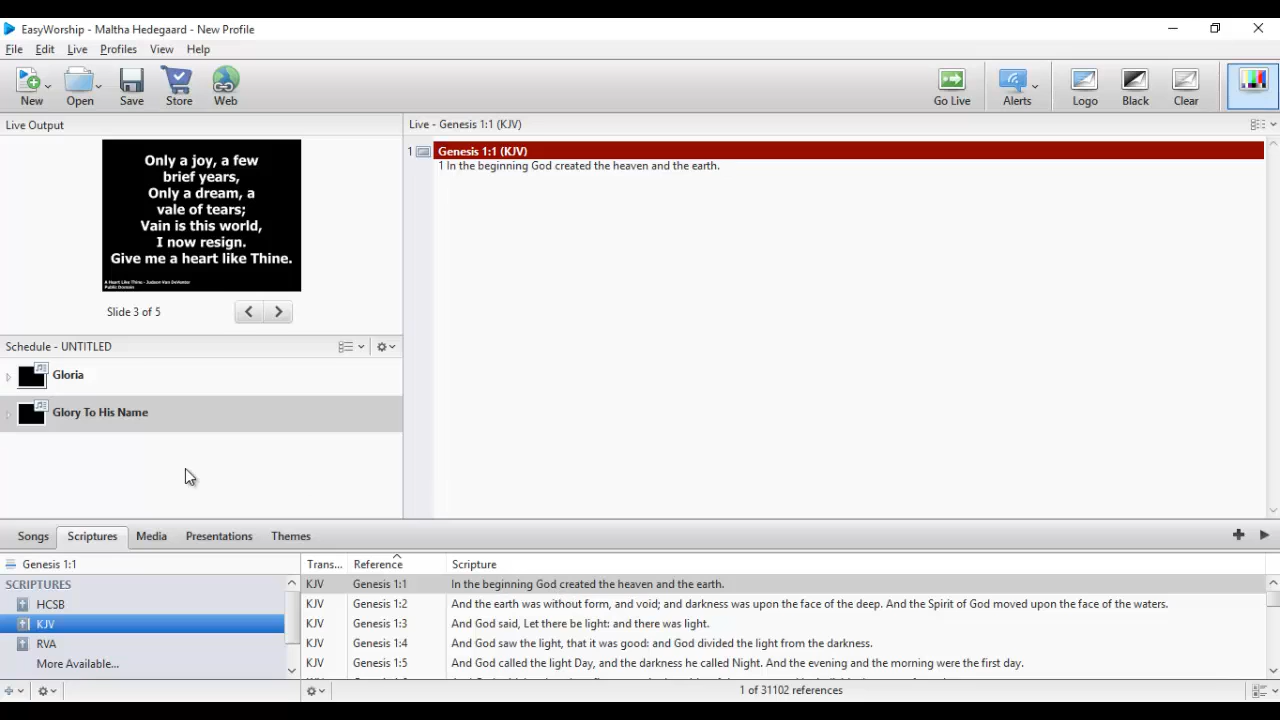 EasyWorship - Maltha Hedegaard - New Profile
File Edit Live Profiles View Help
New Open Save Store Web Go Live Alerts Logo Black Clear
Live Output
Live - Genesis 1:1 (KJV)
Only a joy, a few
brief years,
Only a dream, a
vale of tears;
Vain is this world,
I now resign.
Give me a heart like Thine.
A Heart Like Thine - Judson Van DeVenter
Public Domain
Slide 3 of 5
1 Genesis 1:1 (KJV)
1 In the beginning God created the heaven and the earth.
Schedule - UNTITLED
Gloria
Glory To His Name
Songs Scriptures Media Presentations Themes
Genesis 1:1
SCRIPTURES
HCSB
KJV
RVA
More Available...
Trans... Reference Scripture
KJV Genesis 1:1 In the beginning God created the heaven and the earth.
KJV Genesis 1:2 And the earth was without form, and void; and darkness was upon the face of the deep. And the Spirit of God moved upon the face of the waters.
KJV Genesis 1:3 And God said, Let there be light: and there was light.
KJV Genesis 1:4 And God saw the light, that it was good: and God divided the light from the darkness.
KJV Genesis 1:5 And God called the light Day, and the darkness he called Night. And the evening and the morning were the first day.
1 of 31102 references